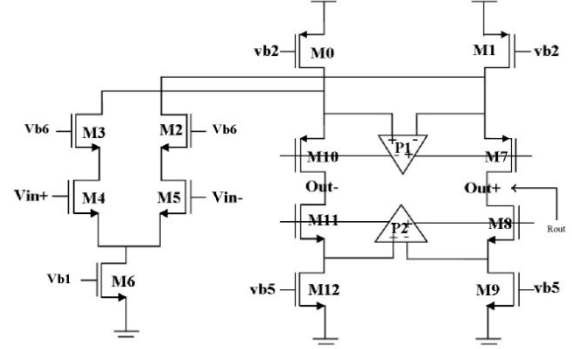 vb2 M0 M1 vb2
Vb6 M3 M2 Vb6
+ P1 -
- +
M10 M7
Vin+ M4 M5 Vin-
Out- Out+
M11 P2 M8
Rout
Vb1 M6
vb5 M12 M9 vb5